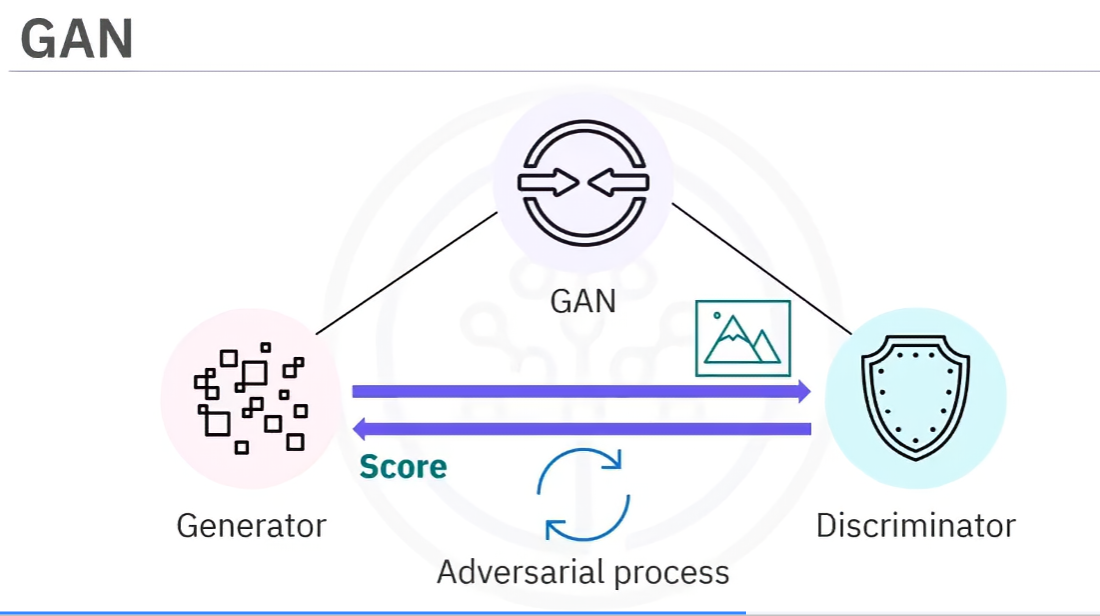 GAN
GAN
Score
Generator
Discriminator
Adversarial process